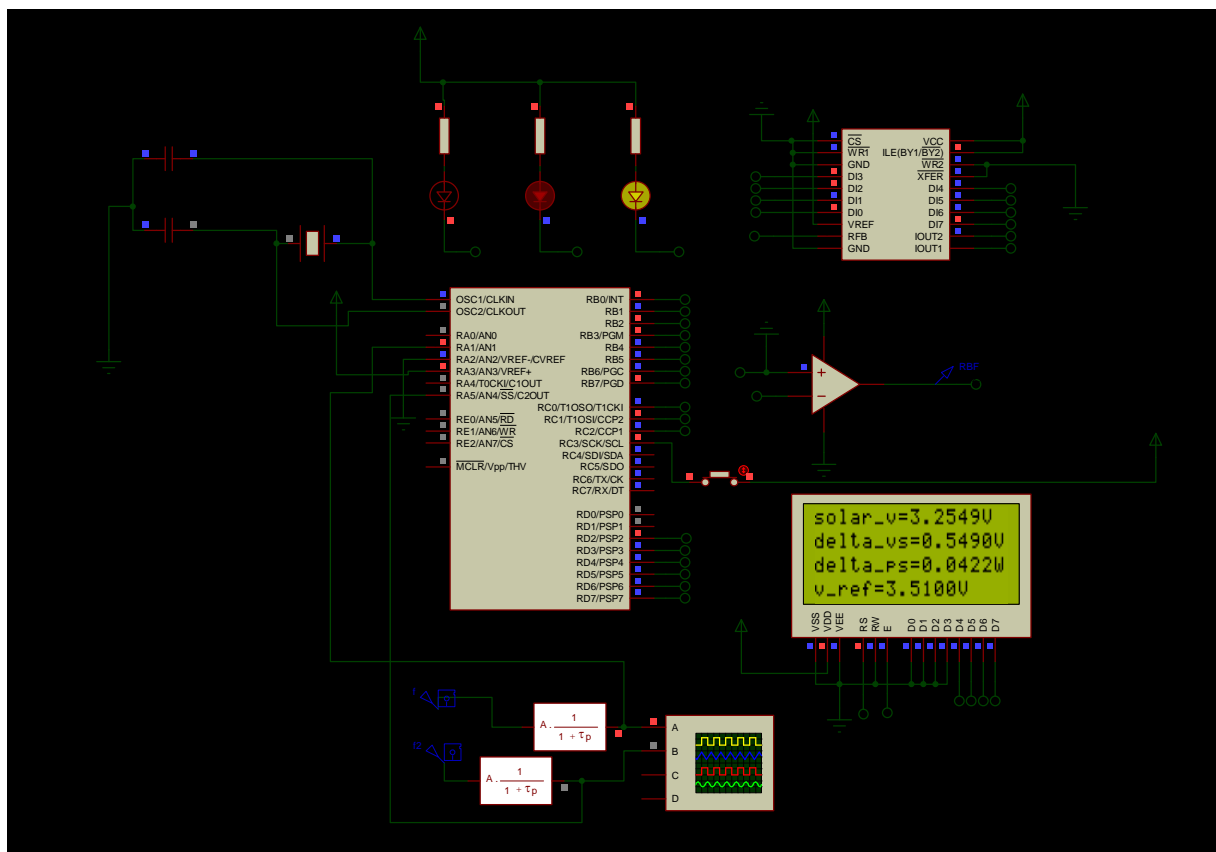 CS
WR1
GND
DI3
DI2
DI1
DI0
VREF
RFB
GND
VCC
ILE(BY1/BY2)
WR2
XFER
DI4
DI5
DI6
DI7
IOUT2
IOUT1
OSC1/CLKIN
OSC2/CLKOUT
RA0/AN0
RA1/AN1
RA2/AN2/VREF-/CVREF
RA3/AN3/VREF+
RA4/T0CKI/C1OUT
RA5/AN4/SS/C2OUT
RE0/AN5/RD
RE1/AN6/WR
RE2/AN7/CS
MCLR/Vpp/THV
RB0/INT
RB1
RB2
RB3/PGM
RB4
RB5
RB6/PGC
RB7/PGD
RC0/T1OSO/T1CKI
RC1/T1OSI/CCP2
RC2/CCP1
RC3/SCK/SCL
RC4/SDI/SDA
RC5/SDO
RC6/TX/CK
RC7/RX/DT
RD0/PSP0
RD1/PSP1
RD2/PSP2
RD3/PSP3
RD4/PSP4
RD5/PSP5
RD6/PSP6
RD7/PSP7
+
−
solar_v=3.2549V
delta_vs=0.5490V
delta_ps=0.0422W
v_ref=3.5100V
VSS
VDD
VEE
RS
RW
E
D0
D1
D2
D3
D4
D5
D6
D7
A. 1
1 + τp
A. 1
1 + τp
A
B
C
D